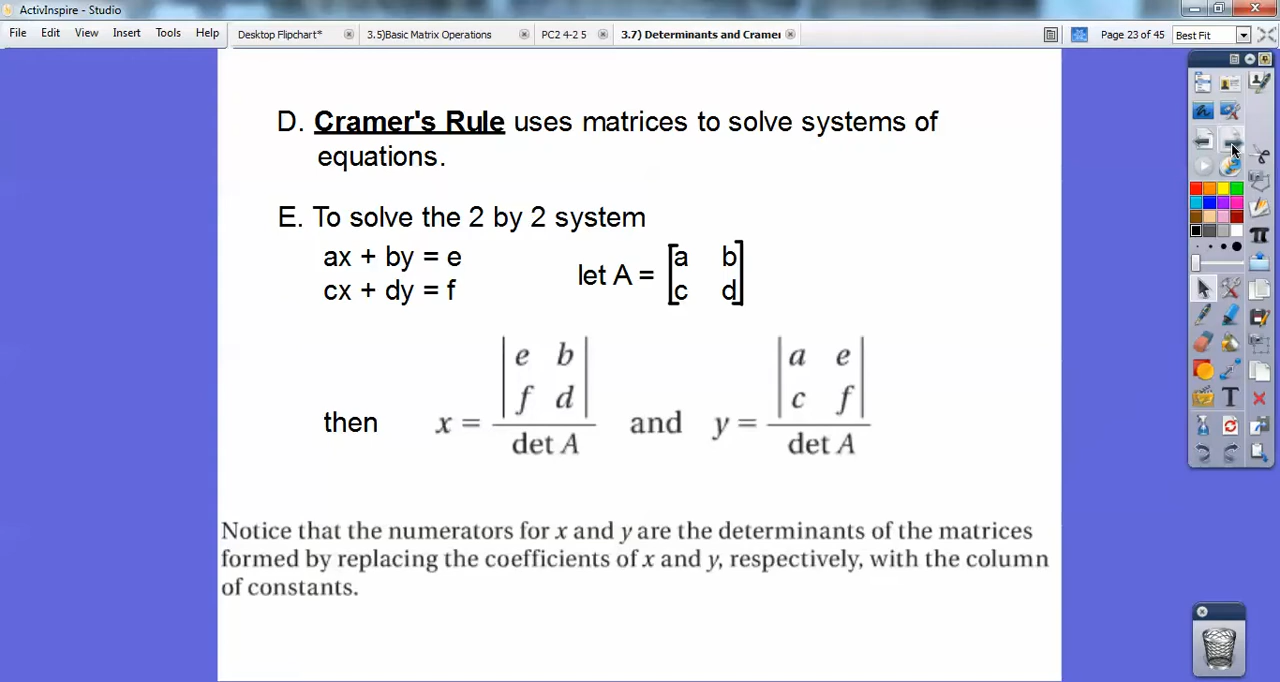 ActivInspire - Studio
File Edit View Insert Tools Help Desktop Flipchart* 3.5)Basic Matrix Operations PC2 4-2 5 3.7) Determinants and Cramer Page 23 of 45 Best Fit
D. Cramer's Rule uses matrices to solve systems of
equations.
E. To solve the 2 by 2 system
ax + by = e
cx + dy = f
let A = [a b
c d]
then x = |e b
f d| / det A and y = |a e
c f| / det A
Notice that the numerators for x and y are the determinants of the matrices
formed by replacing the coefficients of x and y, respectively, with the column
of constants.